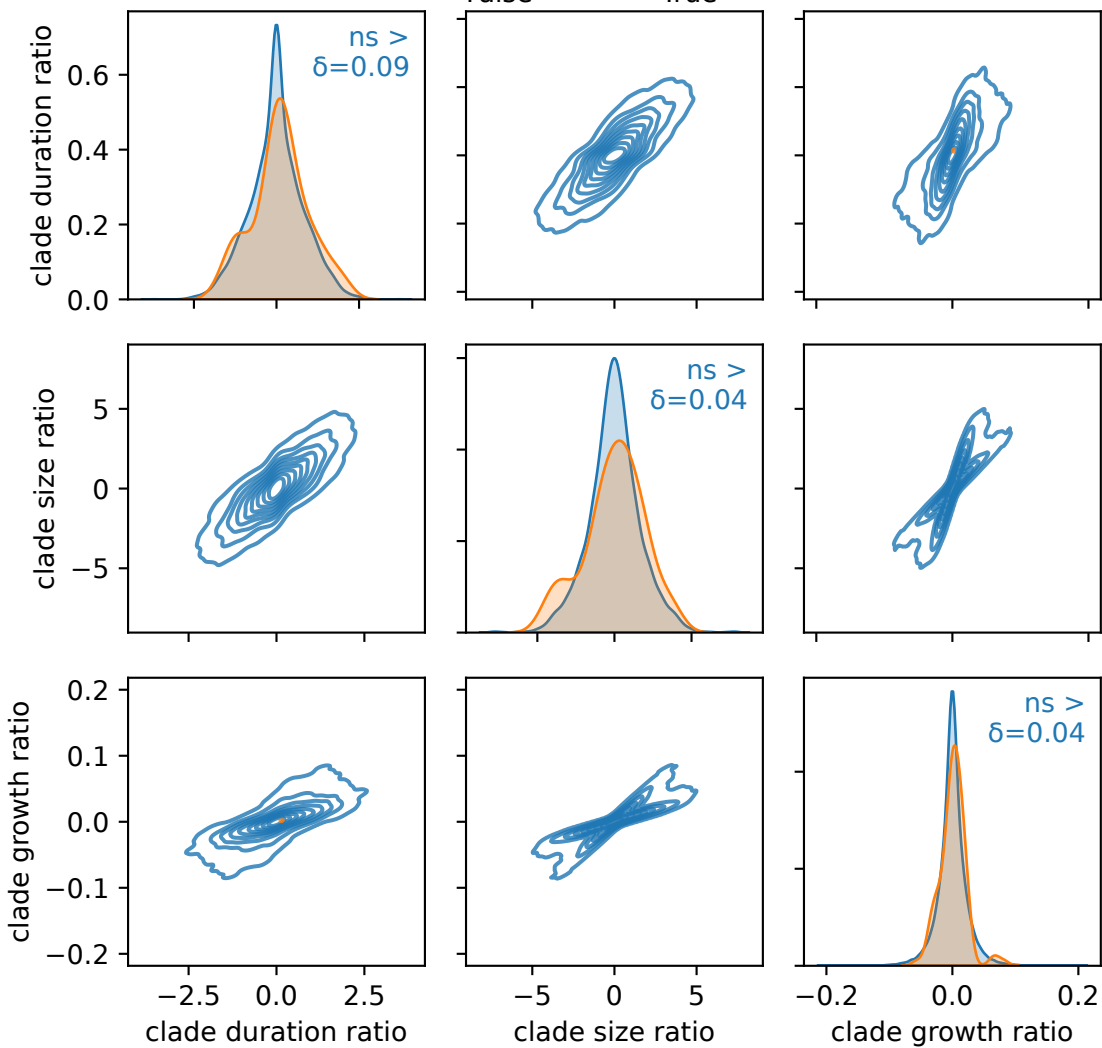 clade duration ratio
0.6
0.4
0.2
0.0
ns >
δ=0.09
clade size ratio
5
0
−5
ns >
δ=0.04
clade growth ratio
0.2
0.1
0.0
−0.1
−0.2
ns >
δ=0.04
−2.5 0.0 2.5
−5 0 5
−0.2 0.0 0.2
clade duration ratio
clade size ratio
clade growth ratio